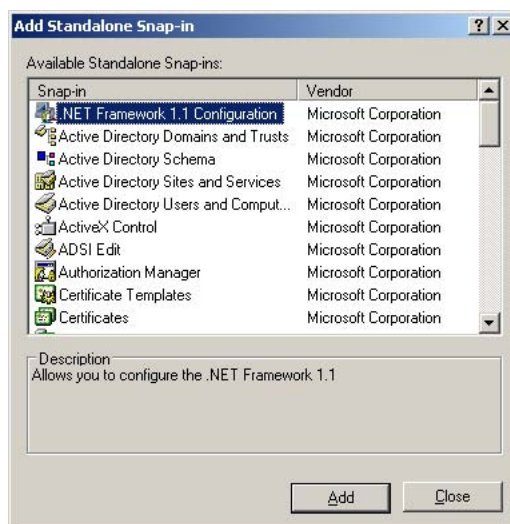 Add Standalone Snap-in
Available Standalone Snap-ins:
Snap-in Vendor
.NET Framework 1.1 Configuration Microsoft Corporation
Active Directory Domains and Trusts Microsoft Corporation
Active Directory Schema Microsoft Corporation
Active Directory Sites and Services Microsoft Corporation
Active Directory Users and Comput... Microsoft Corporation
ActiveX Control Microsoft Corporation
ADSI Edit Microsoft Corporation
Authorization Manager Microsoft Corporation
Certificate Templates Microsoft Corporation
Certificates Microsoft Corporation
Description
Allows you to configure the .NET Framework 1.1
Add Close